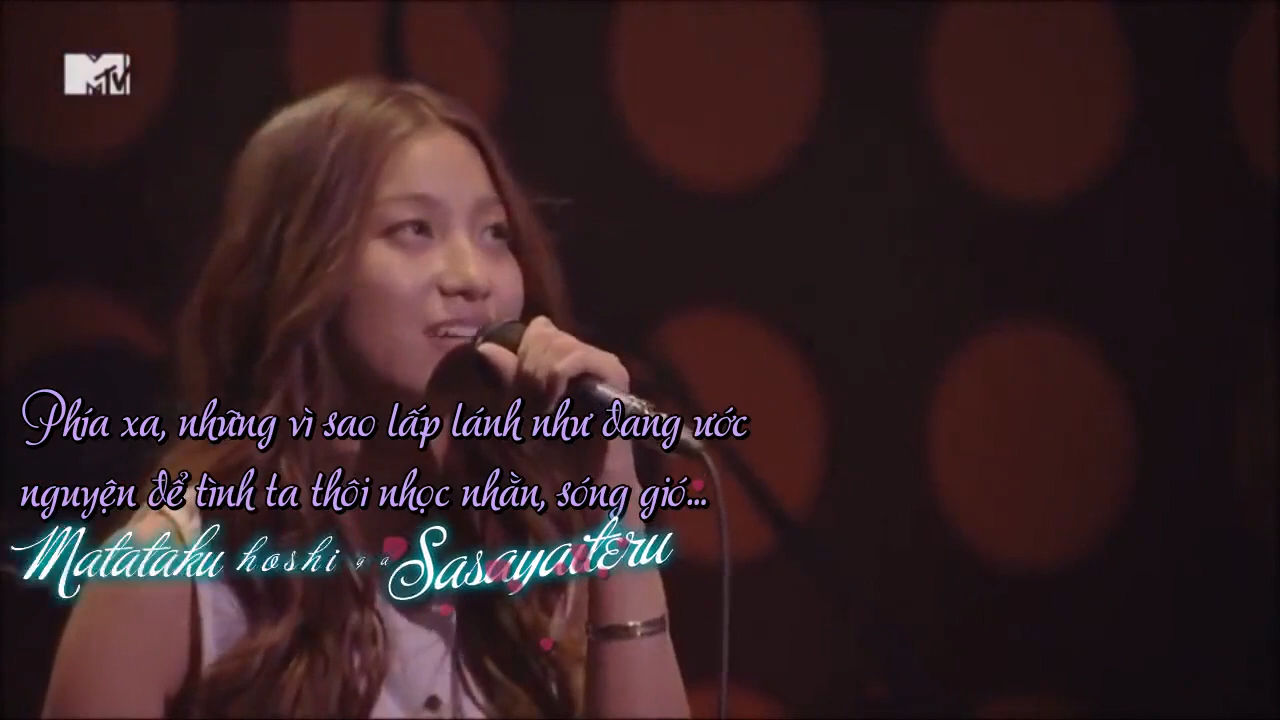 MTV
Phía xa, những vì sao lấp lánh như đang ước
nguyện để tình ta thôi nhọc nhằn, sóng gió...
Matataku hoshi ga Sasayaiteru